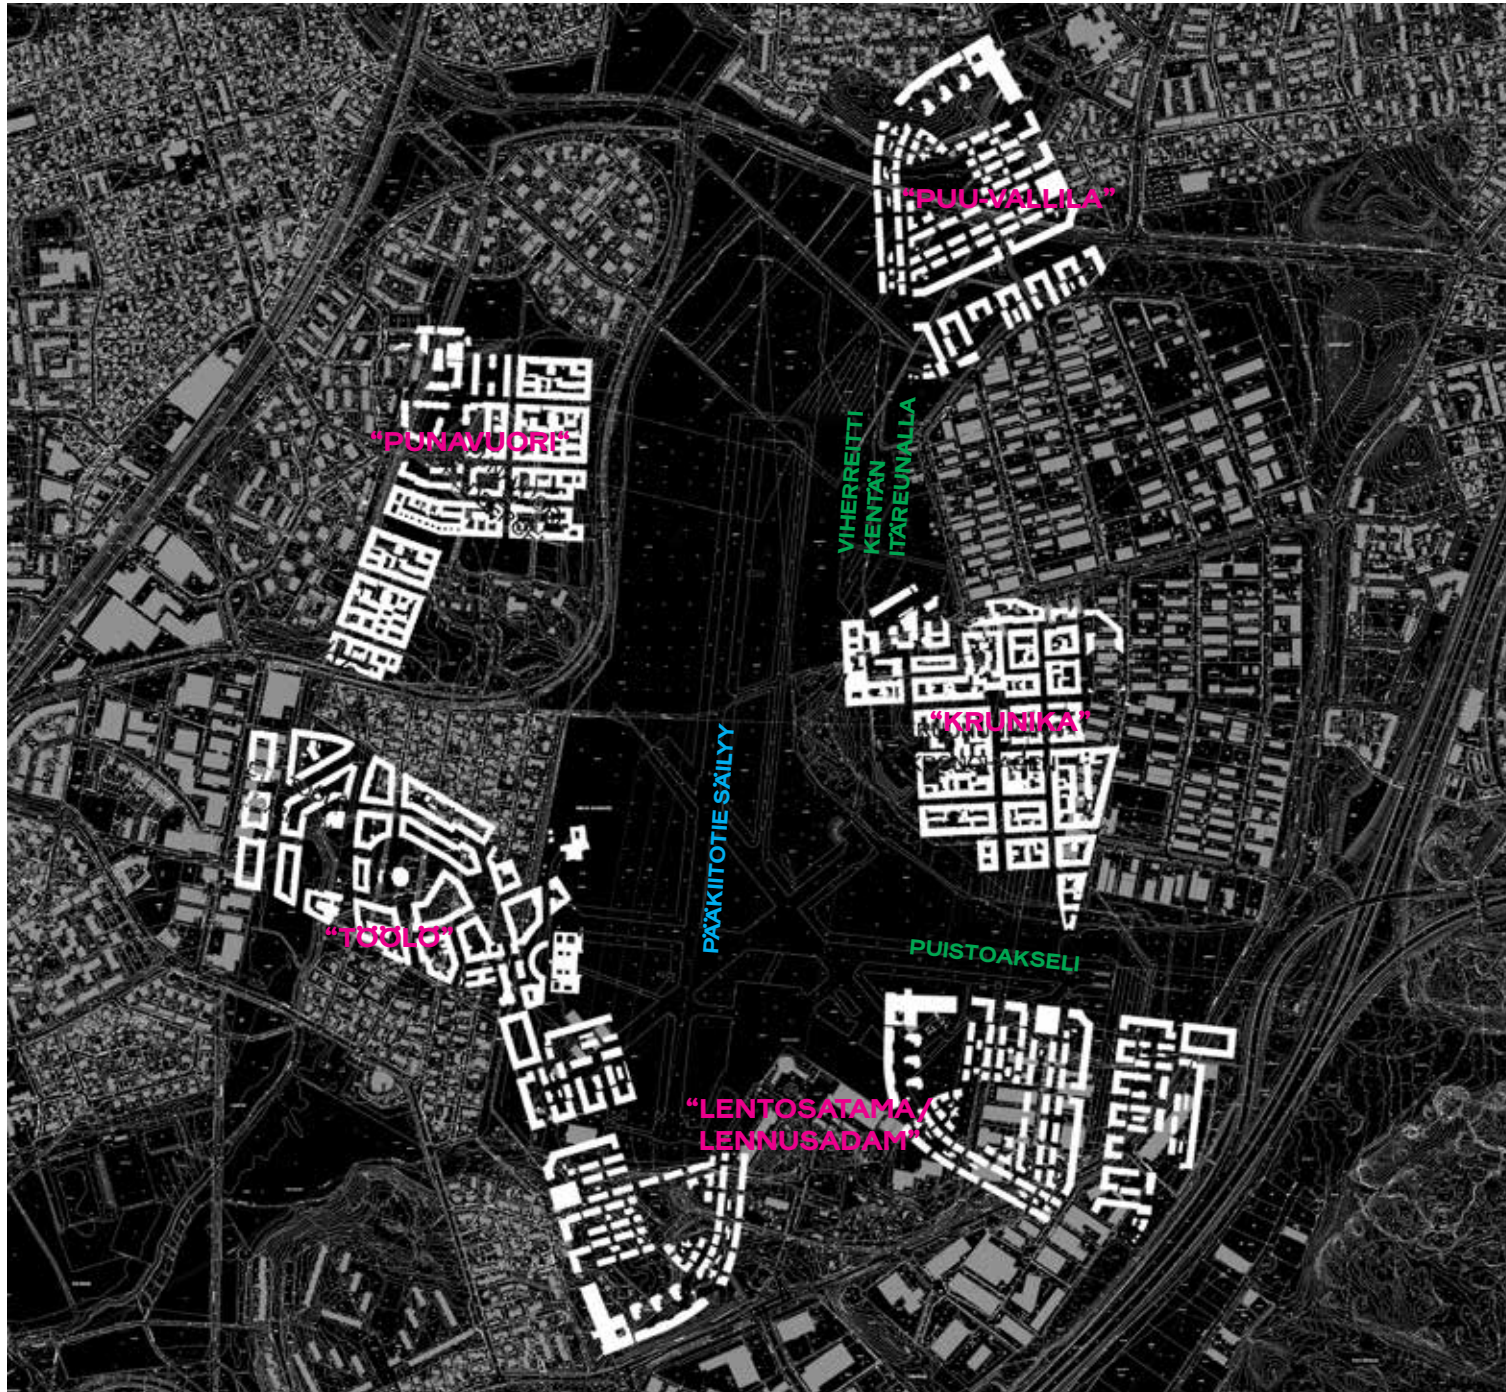 “PUU-VALLILA”
“PUNAVUORI“
VIHERREITTI
KENTÄN
ITÄREUNALLA
“KRUNIKA”
PÄÄKIITOTIE SÄILYY
“TÖÖLÖ”
PUISTOAKSELI
“LENTOSATAMA/
LENNUSADAM”